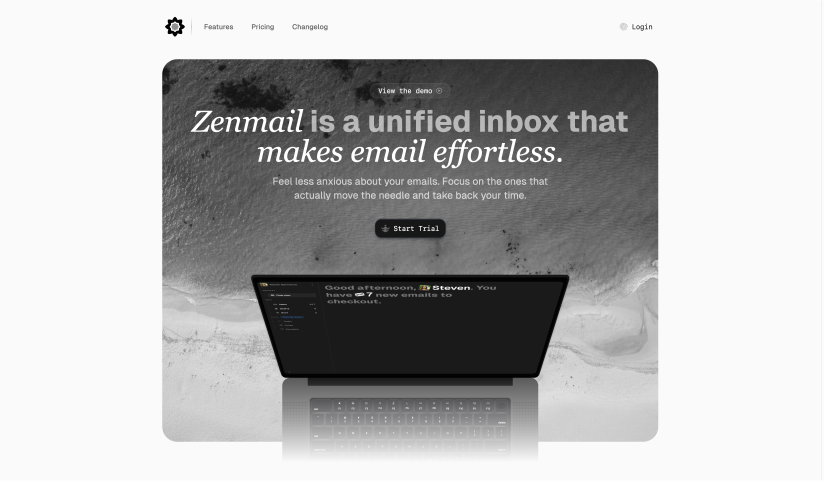 Features Pricing Changelog Login
View the demo
Zenmail is a unified inbox that
makes email effortless.
Feel less anxious about your emails. Focus on the ones that
actually move the needle and take back your time.
Start Trial
Good afternoon, Steven. You
have 7 new emails to
checkout.